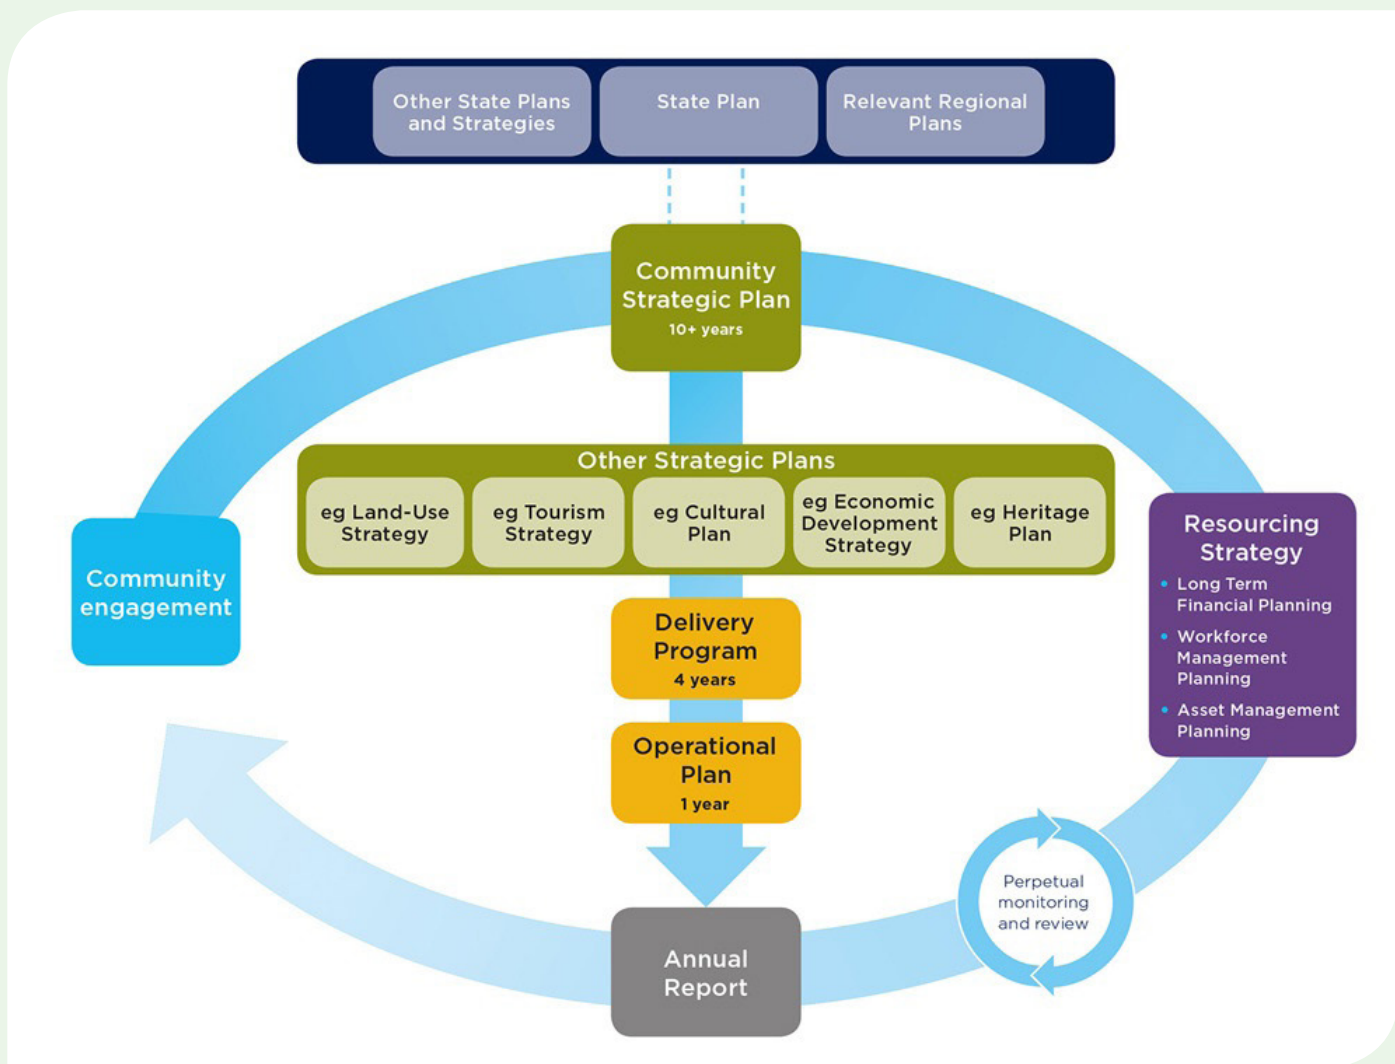 Other State Plans
and Strategies
State Plan
Relevant Regional
Plans
Community
Strategic Plan
10+ years
Other Strategic Plans
eg Land-Use
Strategy
eg Tourism
Strategy
eg Cultural
Plan
eg Economic
Development
Strategy
eg Heritage
Plan
Community
engagement
Resourcing
Strategy
• Long Term
Financial Planning
• Workforce
Management
Planning
• Asset Management
Planning
Delivery
Program
4 years
Operational
Plan
1 year
Perpetual
monitoring
and review
Annual
Report